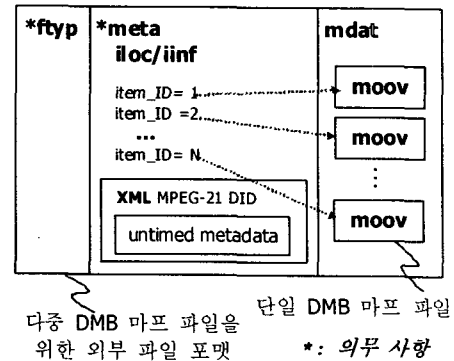 *ftyp
*meta
iloc/iinf
item_ID= 1
item_ID =2
...
item_ID= N
XML MPEG-21 DID
untimed metadata
mdat
moov
moov
⋮
moov
다중 DMB 마프 파일을
위한 외부 파일 포맷
단일 DMB 마프 파일
*: 의무 사항